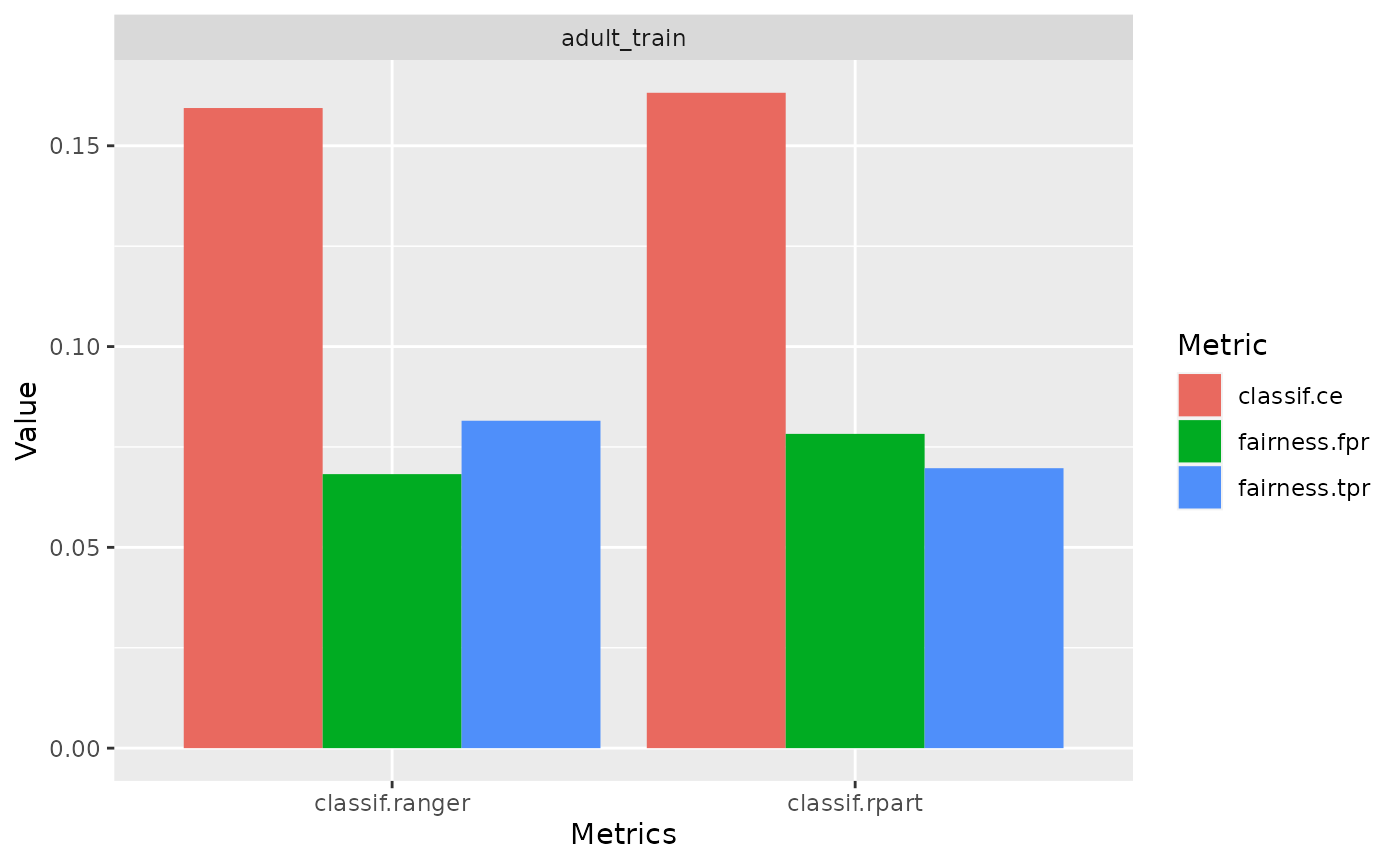 adult_train
0.15
0.10
0.05
0.00
Value
classif.ranger
classif.rpart
Metrics
Metric
classif.ce
fairness.fpr
fairness.tpr